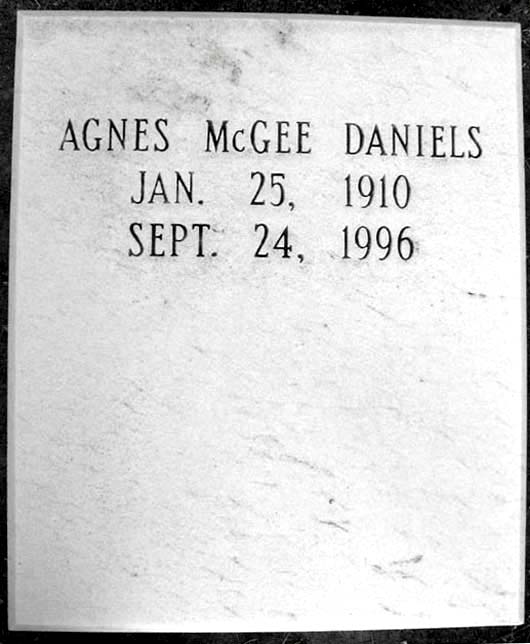 AGNES McGEE DANIELS
JAN. 25, 1910
SEPT. 24, 1996